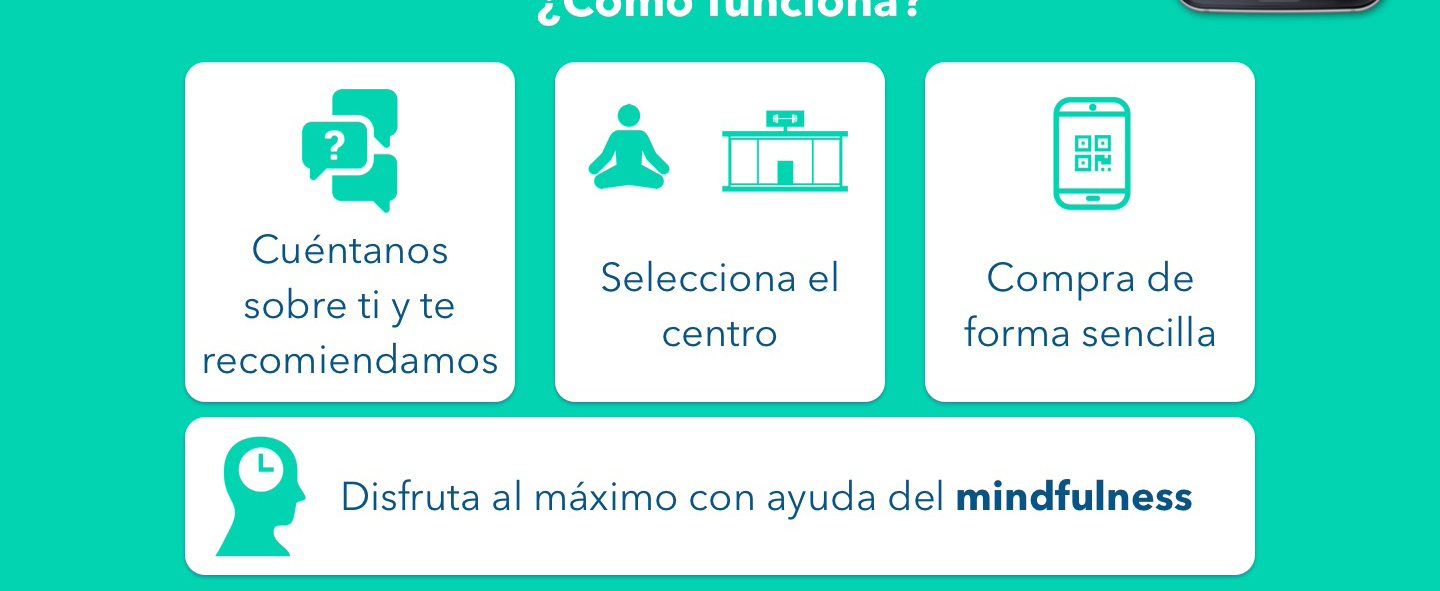 ¿Cómo funciona?
?
Cuéntanos
sobre ti y te
recomiendamos
Selecciona el
centro
Compra de
forma sencilla
Disfruta al máximo con ayuda del mindfulness